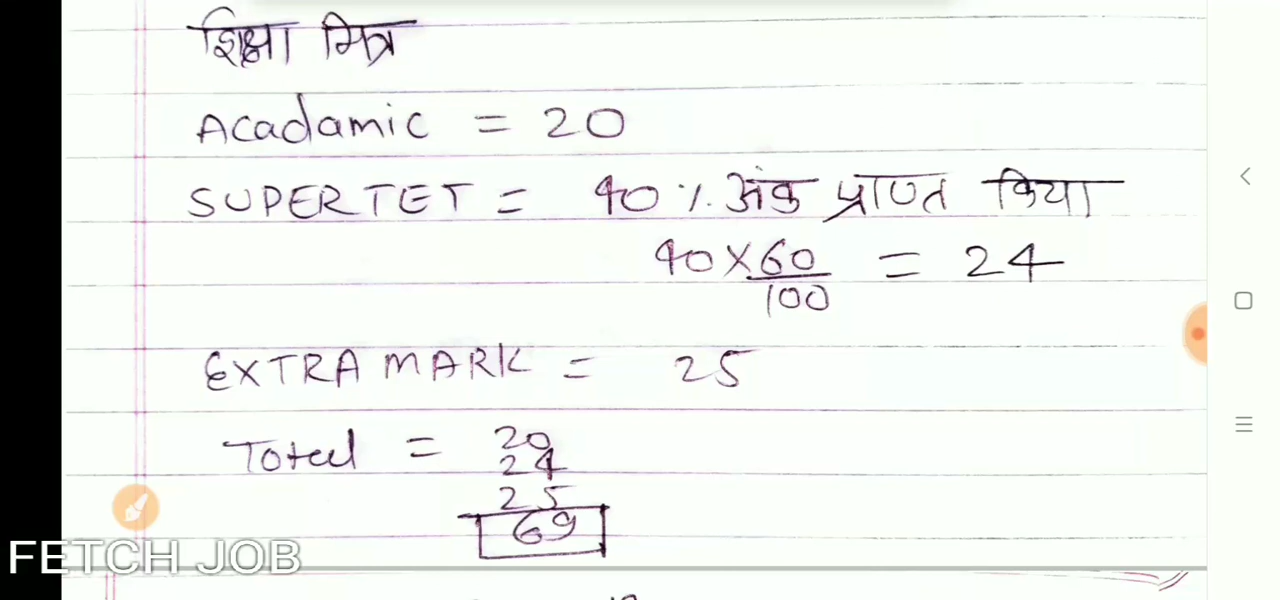 शिक्षा मित्र
Acadamic = 20
SUPERTET = 40 % अंक प्राप्त किया
40 × 60/100 = 24
EXTRA MARK = 25
Toteel = 20
24
25
69
FETCH JOB